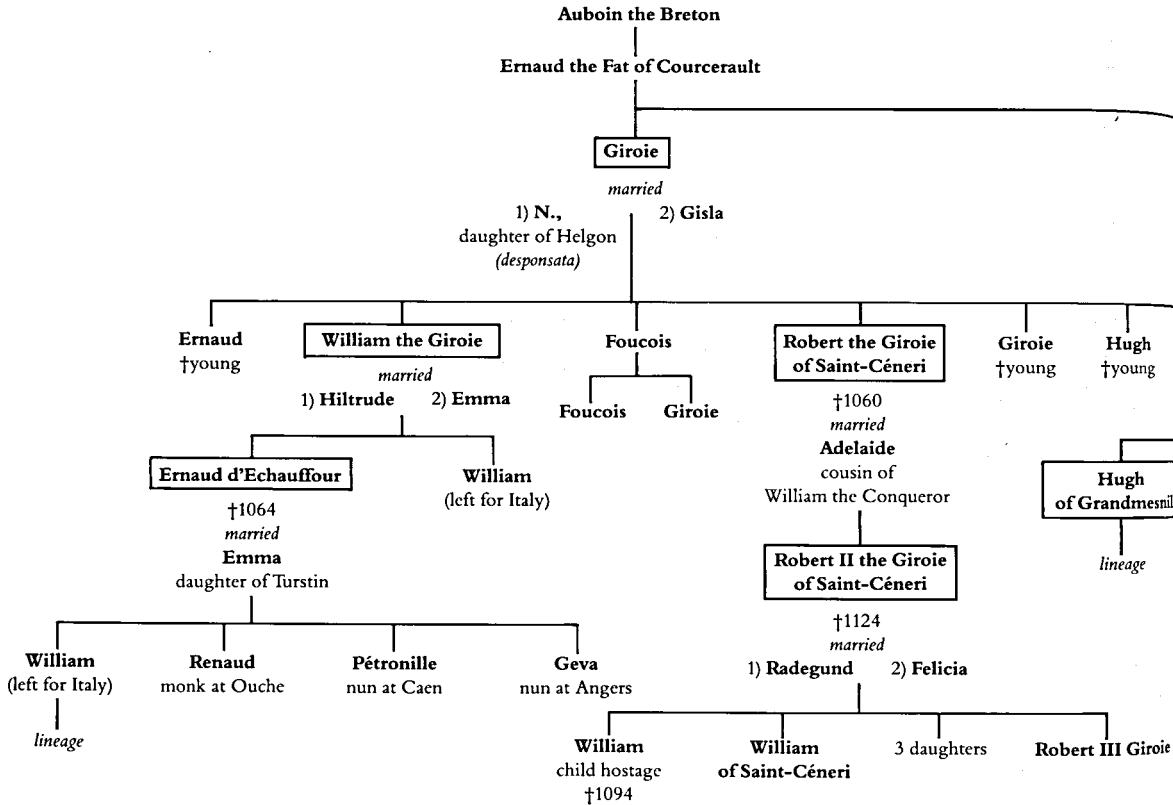 Auboin the Breton
Ernaud the Fat of Courcerault
Giroie
married
1) N., 2) Gisla
daughter of Helgon
(desponsata)
Ernaud
†young
William the Giroie
married
1) Hiltrude 2) Emma
Foucois
Foucois Giroie
Robert the Giroie
of Saint-Céneri
†1060
married
Adelaide
cousin of
William the Conqueror
Giroie
†young
Hugh
†young
Ernaud d'Echauffour
†1064
married
Emma
daughter of Turstin
William
(left for Italy)
Hugh
of Grandmesnil
lineage
Robert II the Giroie
of Saint-Céneri
†1124
married
1) Radegund 2) Felicia
William
(left for Italy)
lineage
Renaud
monk at Ouche
Pétronille
nun at Caen
Geva
nun at Angers
William
child hostage
†1094
William
of Saint-Céneri
3 daughters
Robert III Giroie